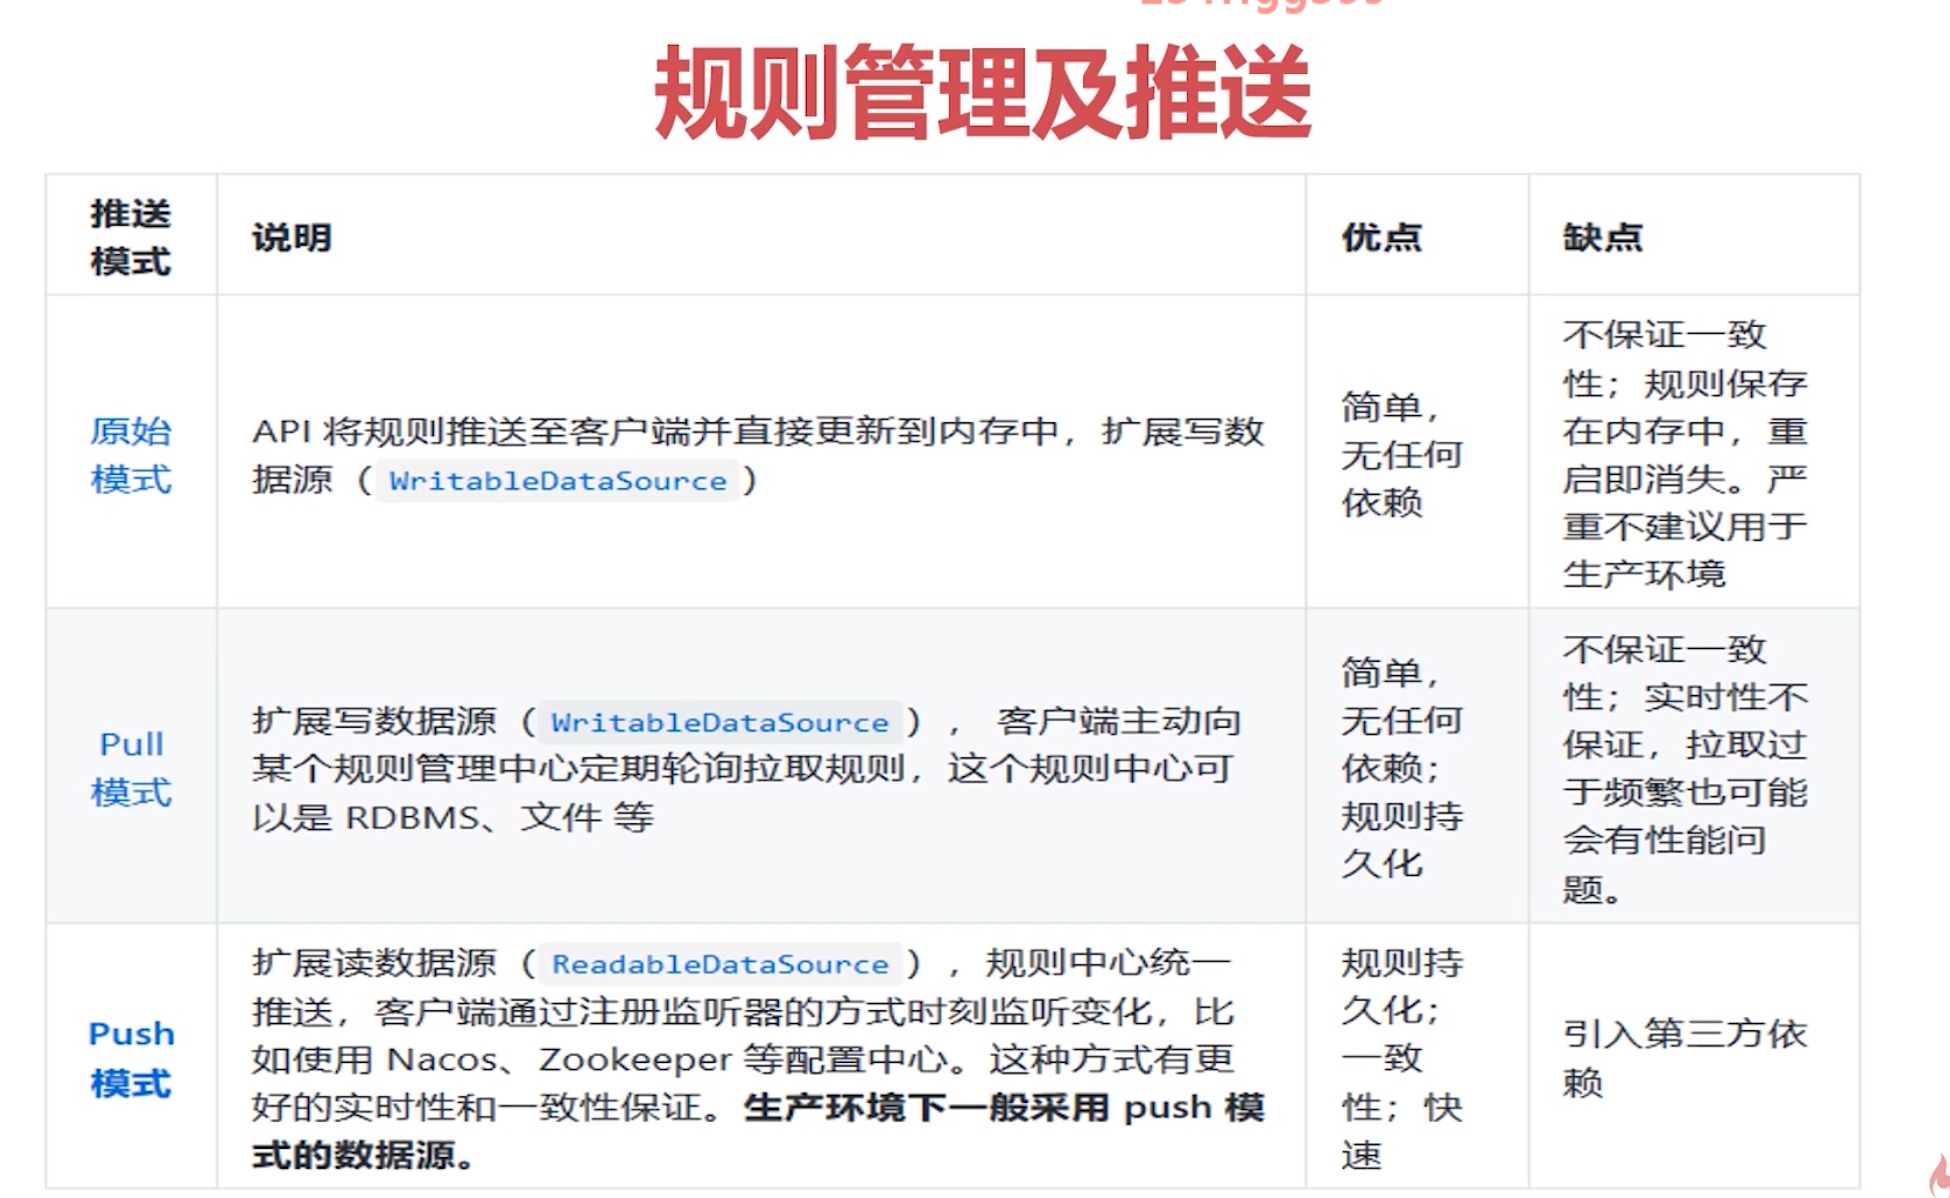 规则管理及推送
推送
模式
说明
优点
缺点
原始
模式
API 将规则推送至客户端并直接更新到内存中，扩展写数
据源（WritableDataSource）
简单，
无任何
依赖
不保证一致
性；规则保存
在内存中，重
启即消失。严
重不建议用于
生产环境
Pull
模式
扩展写数据源（WritableDataSource），客户端主动向
某个规则管理中心定期轮询拉取规则，这个规则中心可
以是 RDBMS、文件 等
简单，
无任何
依赖；
规则持
久化
不保证一致
性；实时性不
保证，拉取过
于频繁也可能
会有性能问
题。
Push
模式
扩展读数据源（ReadableDataSource），规则中心统一
推送，客户端通过注册监听器的方式时刻监听变化，比
如使用 Nacos、Zookeeper 等配置中心。这种方式有更
好的实时性和一致性保证。生产环境下一般采用 push 模
式的数据源。
规则持
久化；
一致
性；快
速
引入第三方依
赖